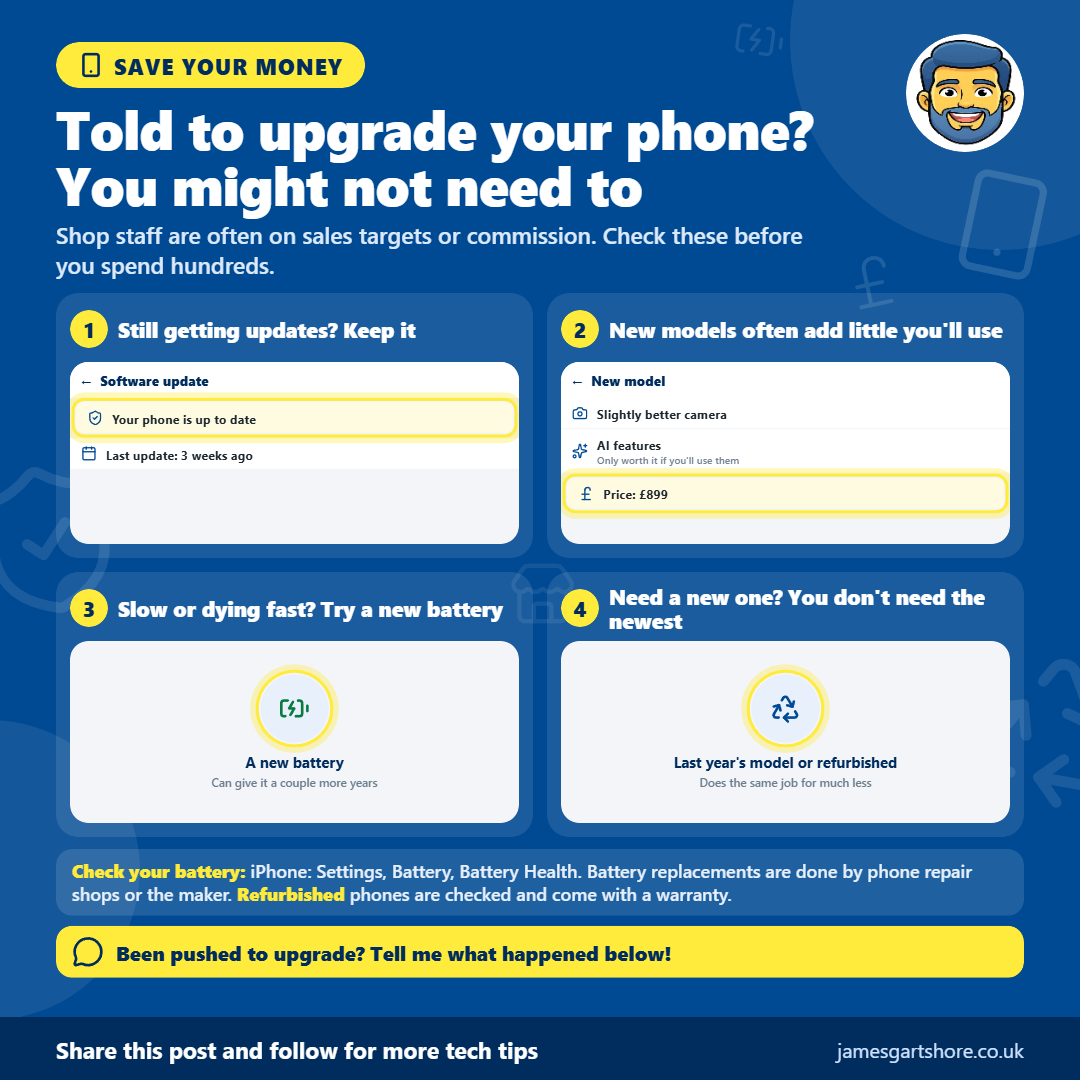 SAVE YOUR MONEY
Told to upgrade your phone?
You might not need to
Shop staff are often on sales targets or commission. Check these before
you spend hundreds.
1 Still getting updates? Keep it
← Software update
Your phone is up to date
Last update: 3 weeks ago
2 New models often add little you'll use
← New model
Slightly better camera
AI features
Only worth it if you'll use them
£ Price: £899
3 Slow or dying fast? Try a new battery
A new battery
Can give it a couple more years
4 Need a new one? You don't need the
newest
Last year's model or refurbished
Does the same job for much less
Check your battery: iPhone: Settings, Battery, Battery Health. Battery replacements are done by phone repair
shops or the maker. Refurbished phones are checked and come with a warranty.
Been pushed to upgrade? Tell me what happened below!
Share this post and follow for more tech tips
jamesgartshore.co.uk